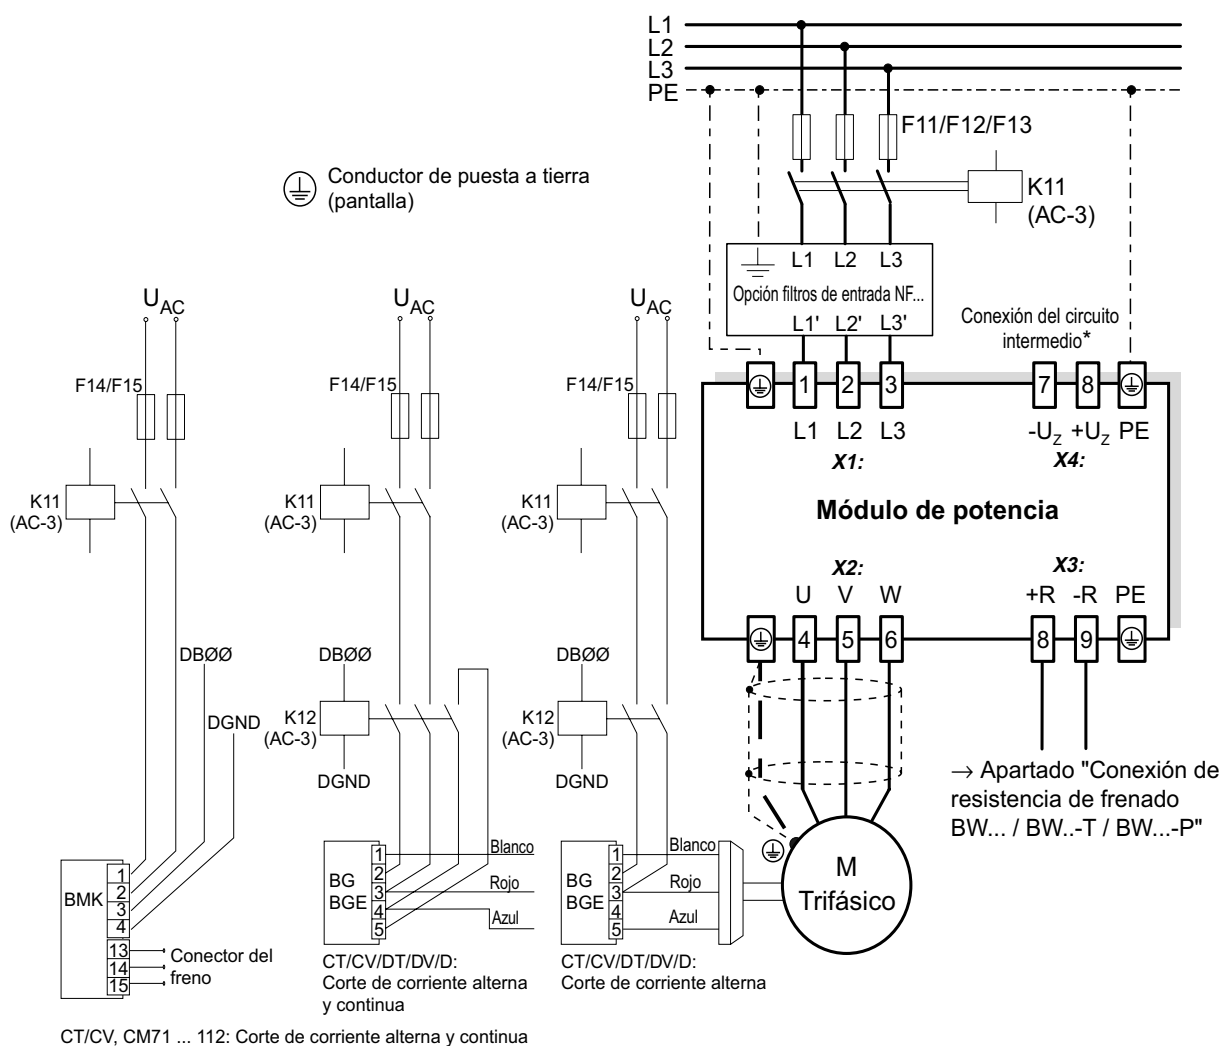 L1
L2
L3
PE
F11/F12/F13
K11
(AC-3)
Conductor de puesta a tierra
(pantalla)
L1 L2 L3
Opción filtros de entrada NF...
L1' L2' L3'
Conexión del circuito
intermedio*
1 2 3 7 8
L1 L2 L3 -UZ +UZ PE
X1: X4:
Módulo de potencia
X2: X3:
U V W +R -R PE
4 5 6 8 9
→ Apartado "Conexión de
resistencia de frenado
BW... / BW..-T / BW...-P"
M
Trifásico
UAC
F14/F15
K11
(AC-3)
DBØØ
DGND
BMK
1
2
3
4
13
14
15
Conector del
freno
CT/CV, CM71 ... 112: Corte de corriente alterna y continua
UAC
F14/F15
K11
(AC-3)
DBØØ
K12
(AC-3)
DGND
BG
BGE
1
2
3
4
5
Blanco
Rojo
Azul
CT/CV/DT/DV/D:
Corte de corriente alterna
y continua
UAC
F14/F15
K11
(AC-3)
DBØØ
K12
(AC-3)
DGND
BG
BGE
1
2
3
4
5
Blanco
Rojo
Azul
CT/CV/DT/DV/D:
Corte de corriente alterna